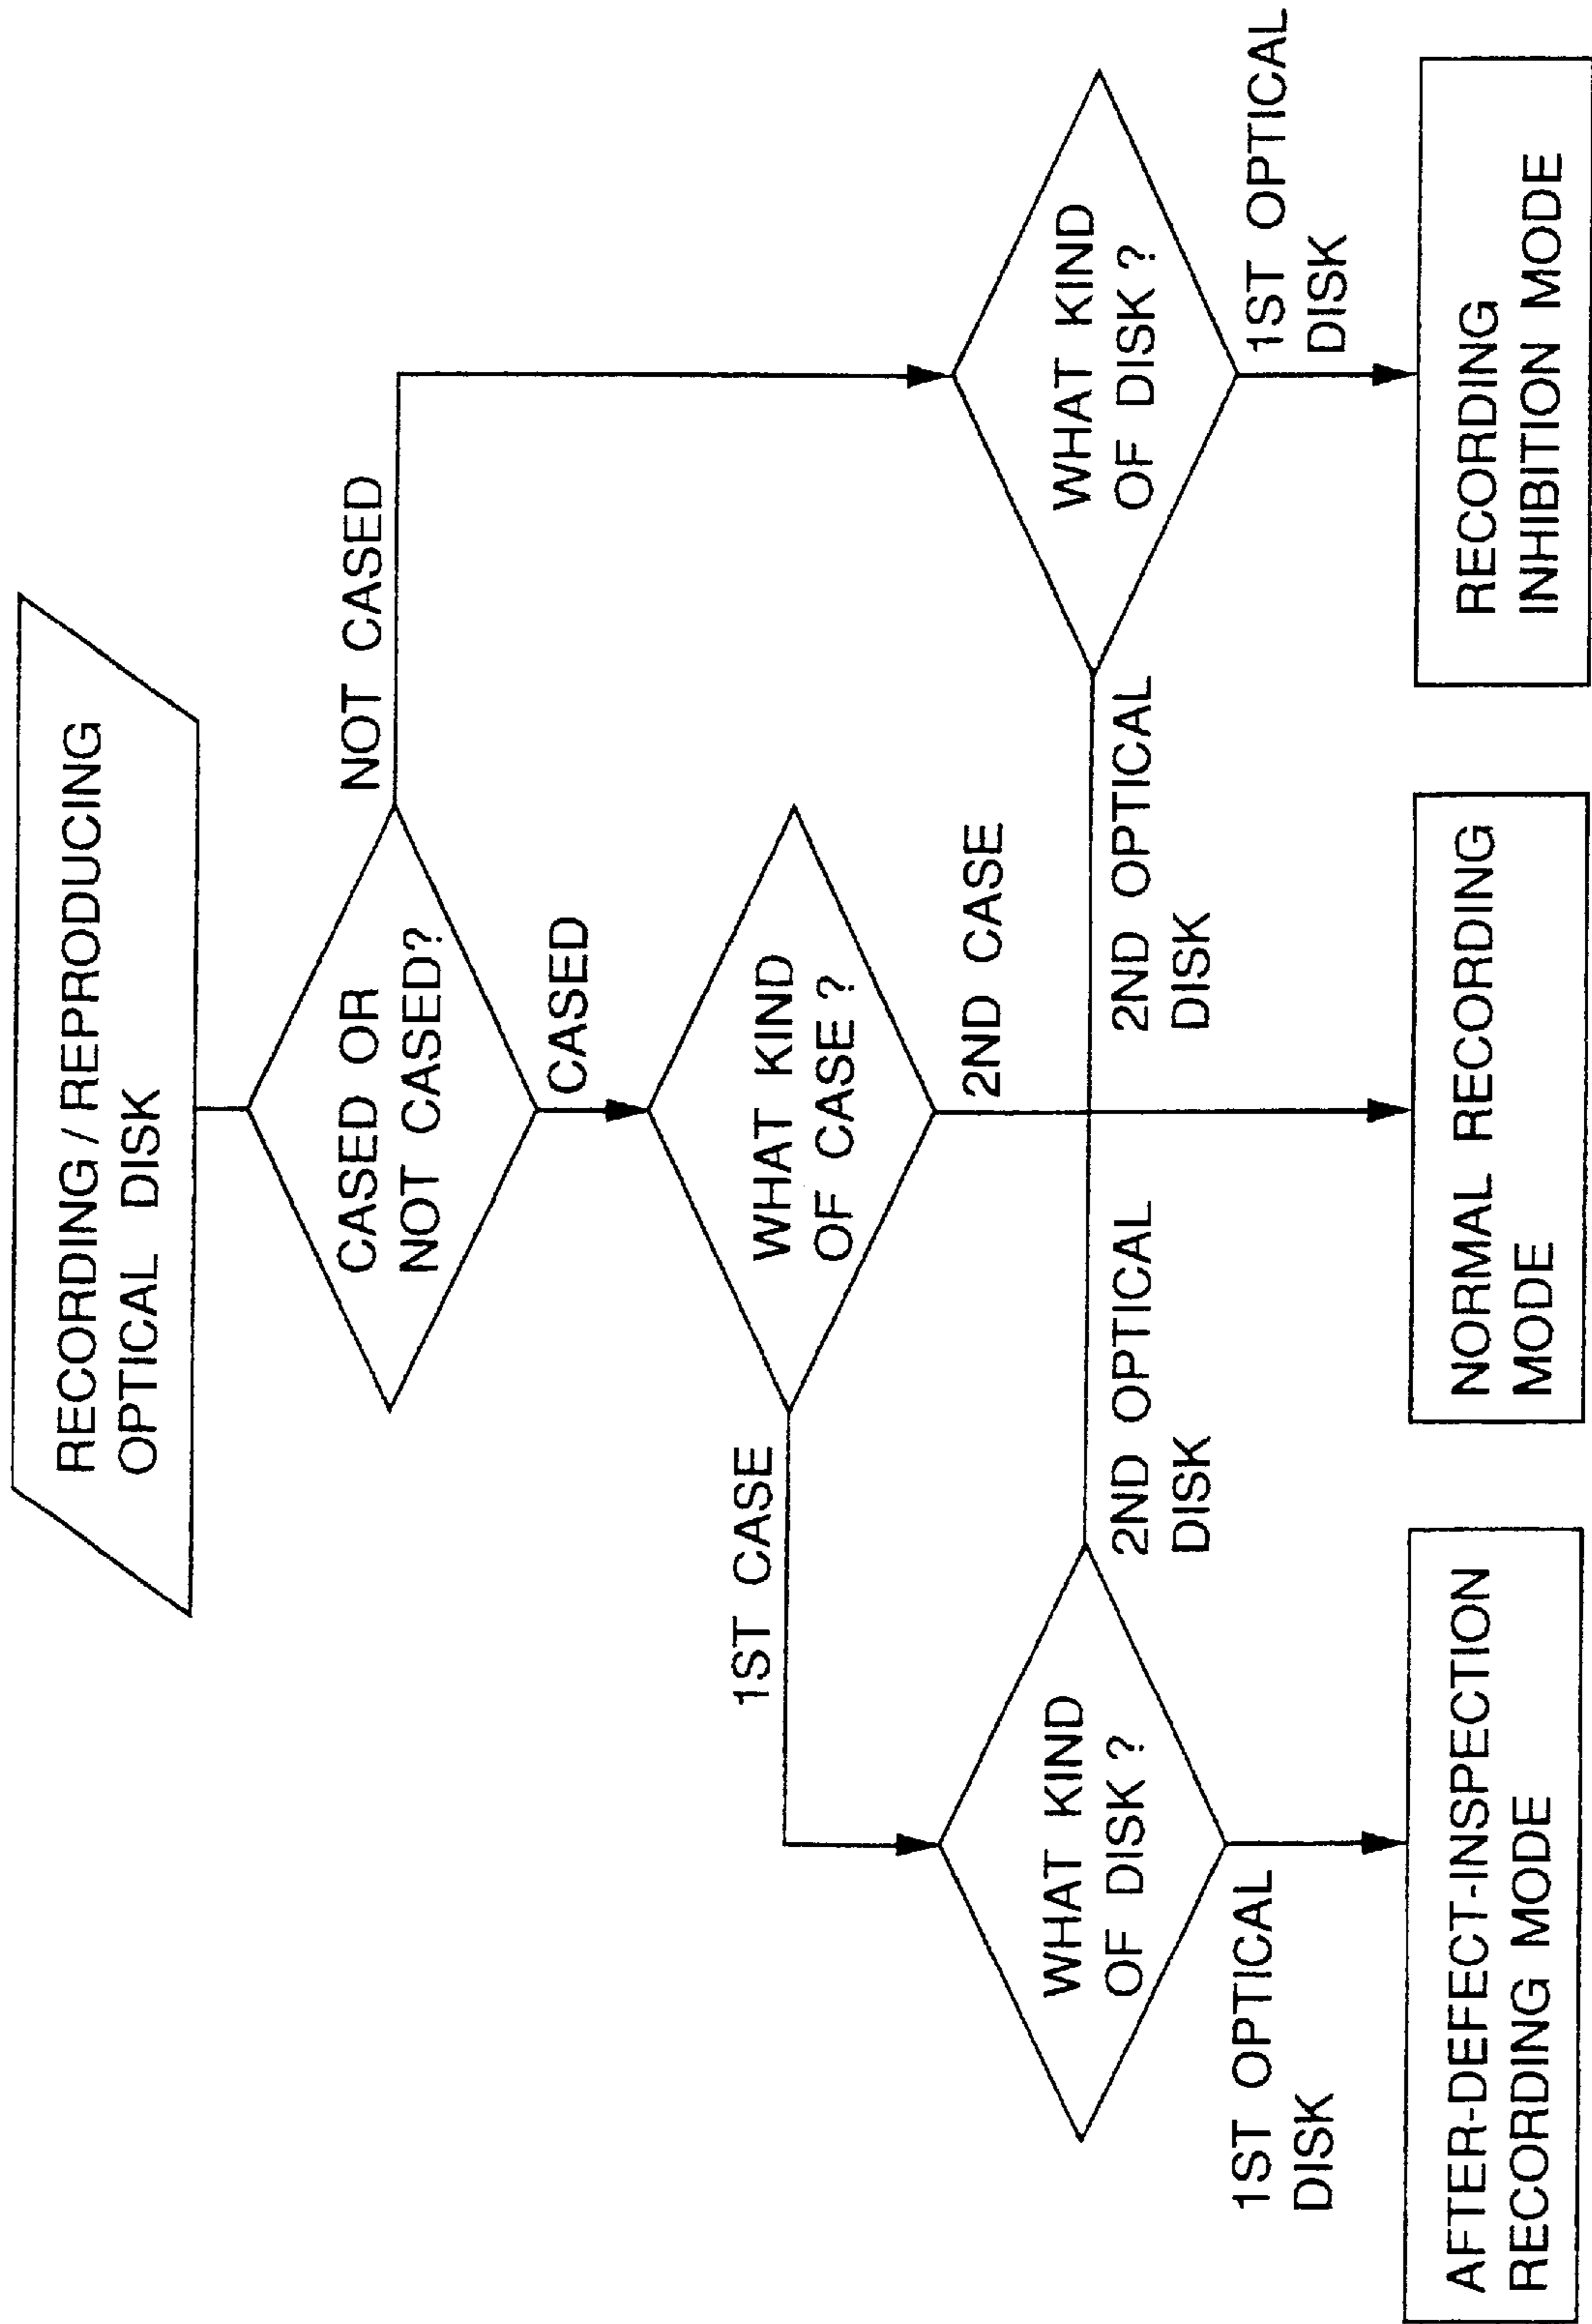 RECORDING / REPRODUCING
OPTICAL DISK
CASED OR
NOT CASED?
NOT CASED
CASED
WHAT KIND
OF CASE ?
1ST CASE
2ND CASE
WHAT KIND
OF DISK ?
2ND OPTICAL
DISK
2ND OPTICAL
DISK
WHAT KIND
OF DISK ?
1ST OPTICAL
DISK
1ST OPTICAL
DISK
AFTER-DEFECT-INSPECTION
RECORDING MODE
NORMAL RECORDING
MODE
RECORDING
INHIBITION MODE